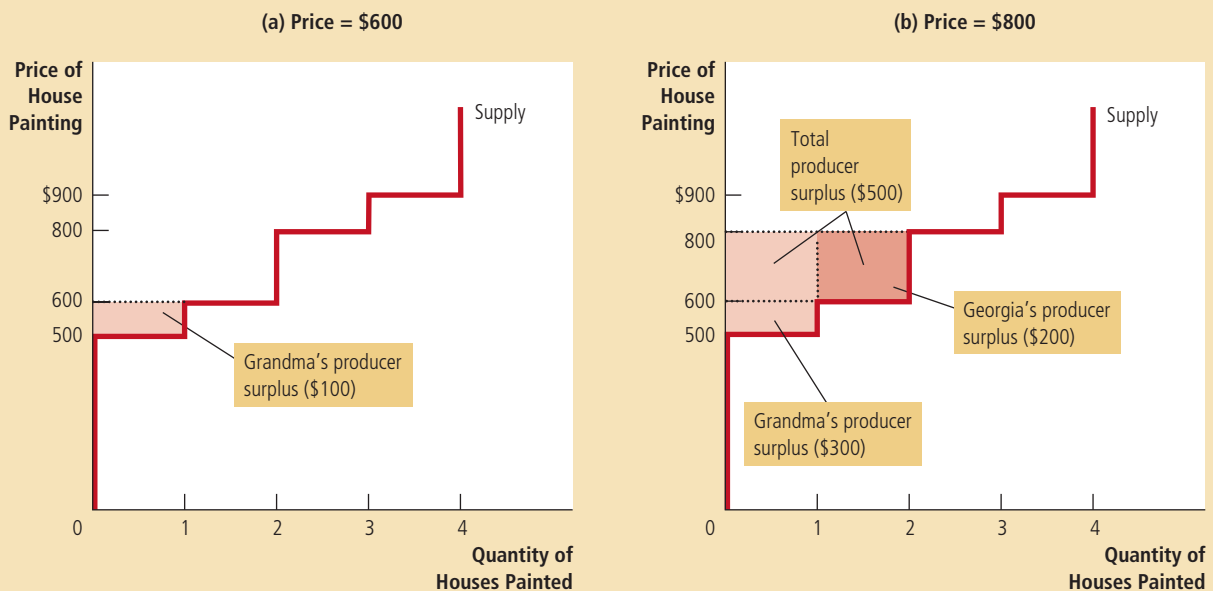 (a) Price = $600
Price of
House
Painting
Supply
$900
800
600
500
Grandma's producer
surplus ($100)
0
1
2
3
4
Quantity of
Houses Painted
(b) Price = $800
Price of
House
Painting
Supply
Total
producer
surplus ($500)
$900
800
600
500
Georgia's producer
surplus ($200)
Grandma's producer
surplus ($300)
0
1
2
3
4
Quantity of
Houses Painted